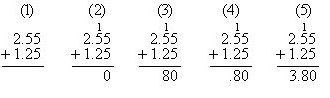 (1) (2) (3) (4) (5)
1 1 1 1
2.55 2.55 2.55 2.55 2.55
+1.25 +1.25 +1.25 +1.25 +1.25
0 80 .80 3.80